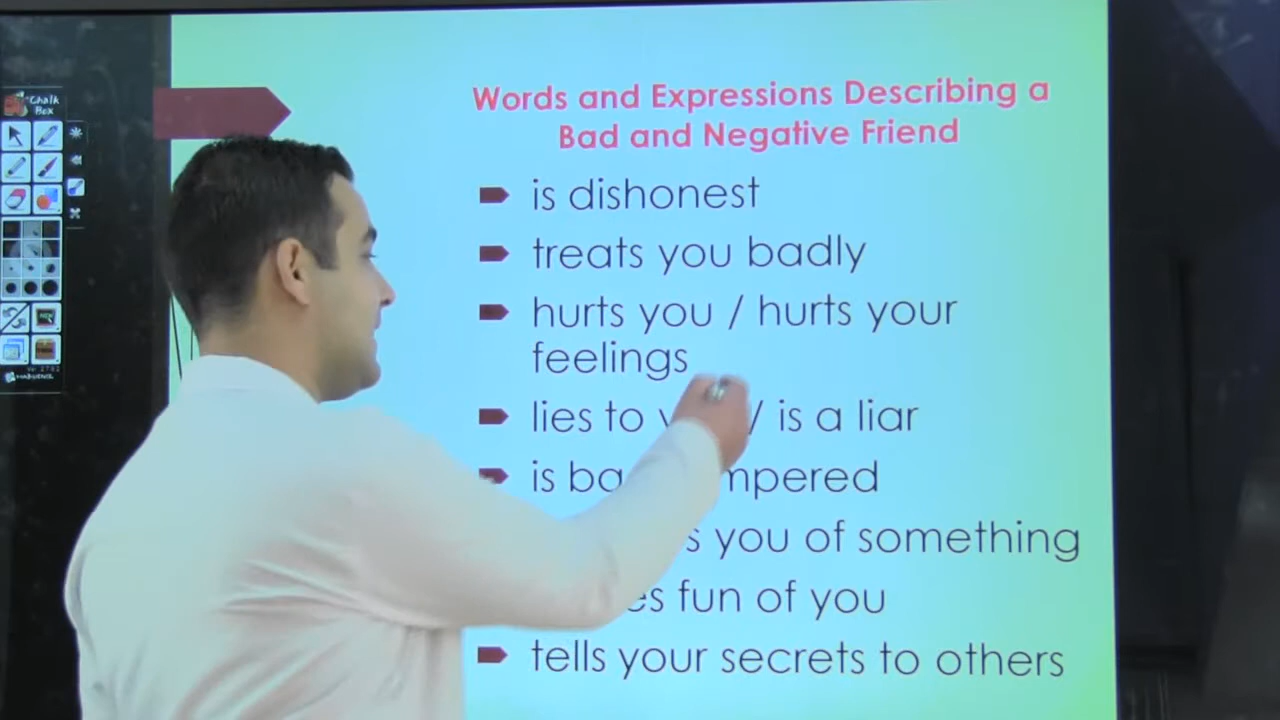 Chalk
Box
Words and Expressions Describing a
Bad and Negative Friend
is dishonest
treats you badly
hurts you / hurts your
feelings
lies to / is a liar
is
you of something
fun of you
tells your secrets to others